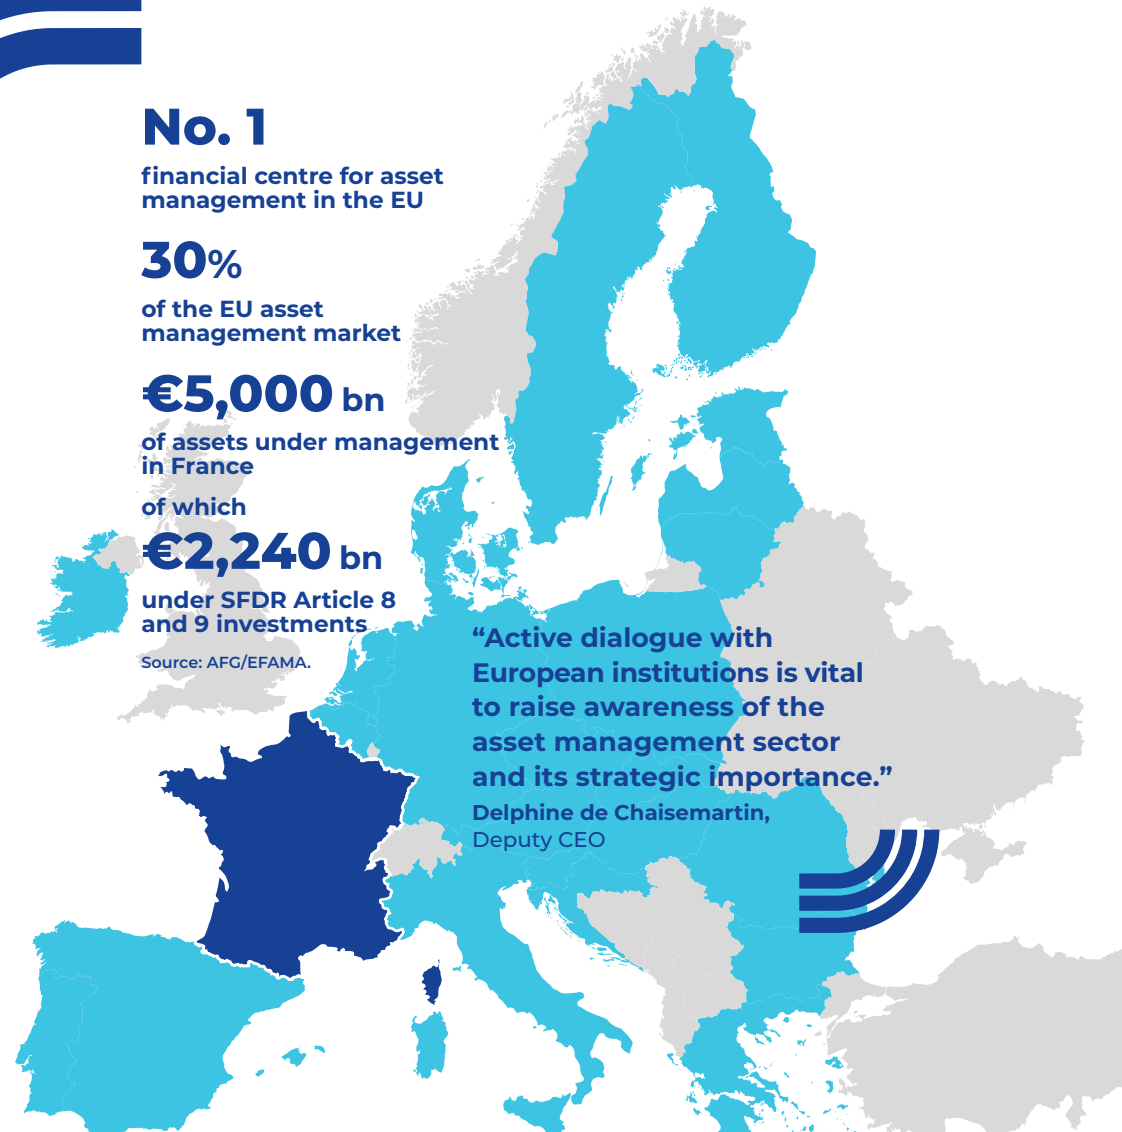 No. 1
financial centre for asset
management in the EU
30%
of the EU asset
management market
€5,000 bn
of assets under management
in France
of which
€2,240 bn
under SFDR Article 8
and 9 investments
Source: AFG/EFAMA.
“Active dialogue with
European institutions is vital
to raise awareness of the
asset management sector
and its strategic importance.”
Delphine de Chaisemartin,
Deputy CEO